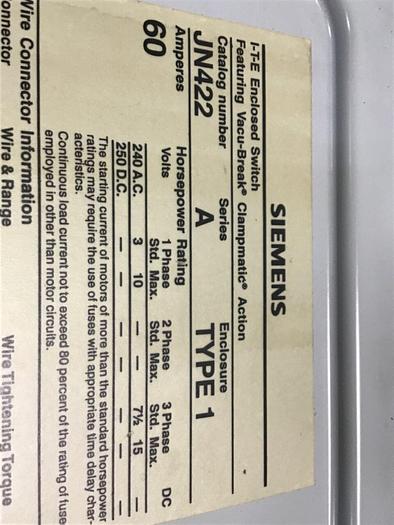 SIEMENS
I-T-E Enclosed Switch
Featuring Vacu-Break® Clampmatic® Action
Catalog number Series Enclosure
JN422 A TYPE 1
Amperes Horsepower Rating
60
Volts 1 Phase 2 Phase 3 Phase DC
Std. Max. Std. Max. Std. Max.
240 A.C. 3 10 — — 7½ 15 —
250 D.C. — — — — — — —
The starting current of motors of more than the standard horsepower
ratings may require the use of fuses with appropriate time delay char-
acteristics.
Continuous load current not to exceed 80 percent of the rating of fuse
employed in other than motor circuits.
Wire Connector Information
Connector Wire & Range Wire Tightening Torque